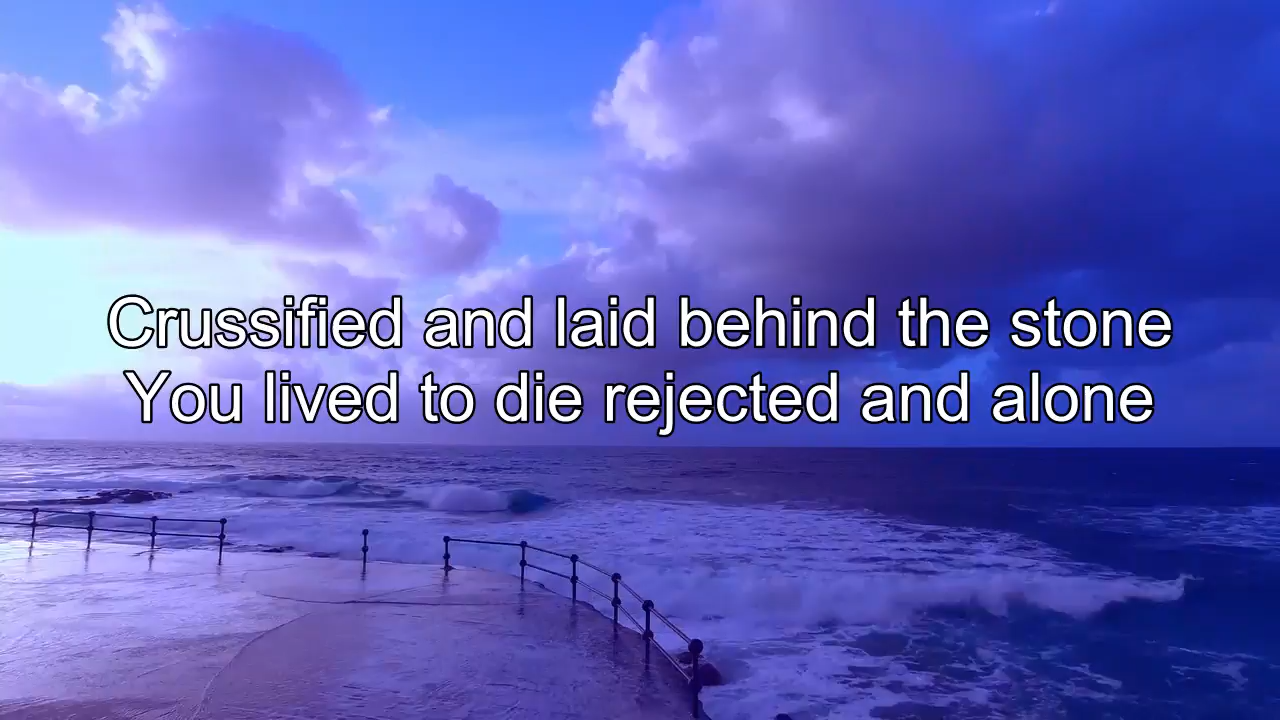 Crussified and laid behind the stone
You lived to die rejected and alone